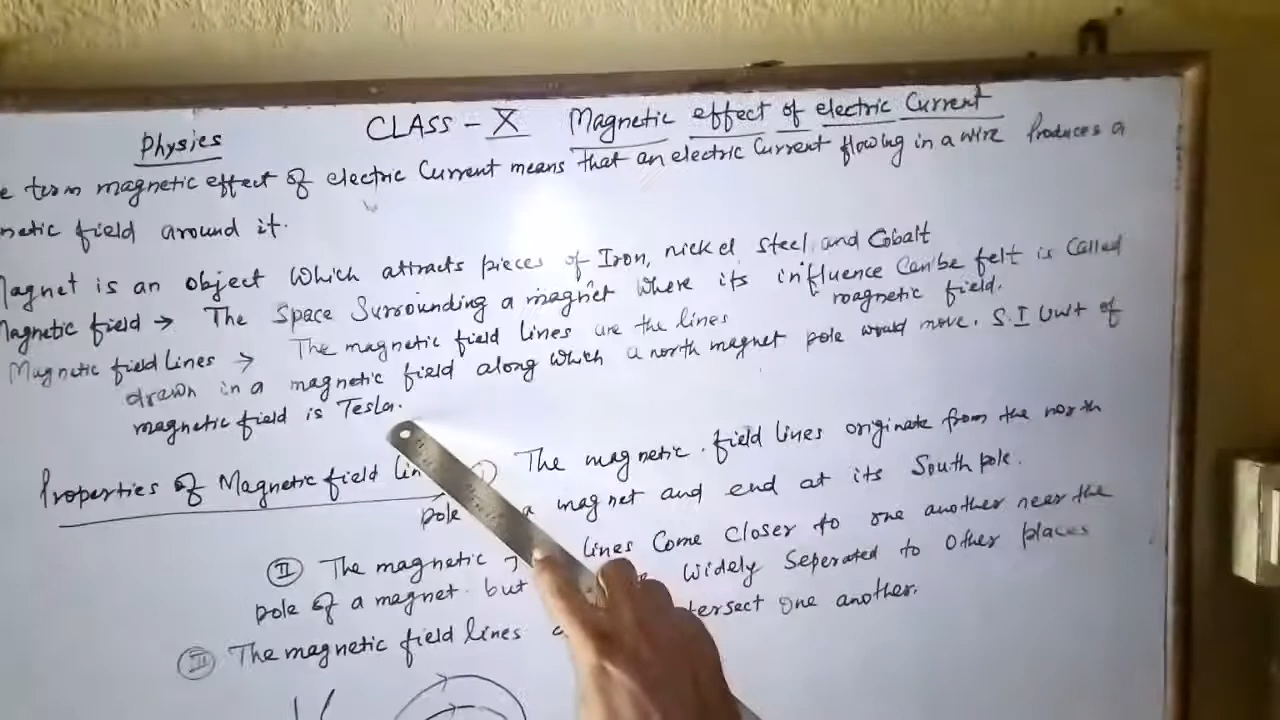 Physics
CLASS - X Magnetic effect of electric Current
term magnetic effect of electric Current means that an electric Current flowing in a wire Produces a
netic field around it.
Magnet is an object Which attracts pieces of Iron, nickel steel, and Cobalt
Magnetic field → The Space Surrounding a magnet where its influence Can be felt is Called
magnetic field.
Magnetic field Lines → The magnetic field lines are the lines
drawn in a magnetic field along which a north magnet pole would move. S.I Unit of
magnetic field is Tesla.
Properties of Magnetic field lin
I The magnetic field lines originate from the north
pole a magnet and end at its South pole.
II The magnetic lines Come Closer to one another near the
pole of a magnet. but Widely Seperated to Other places
III The magnetic field lines tersect One another.